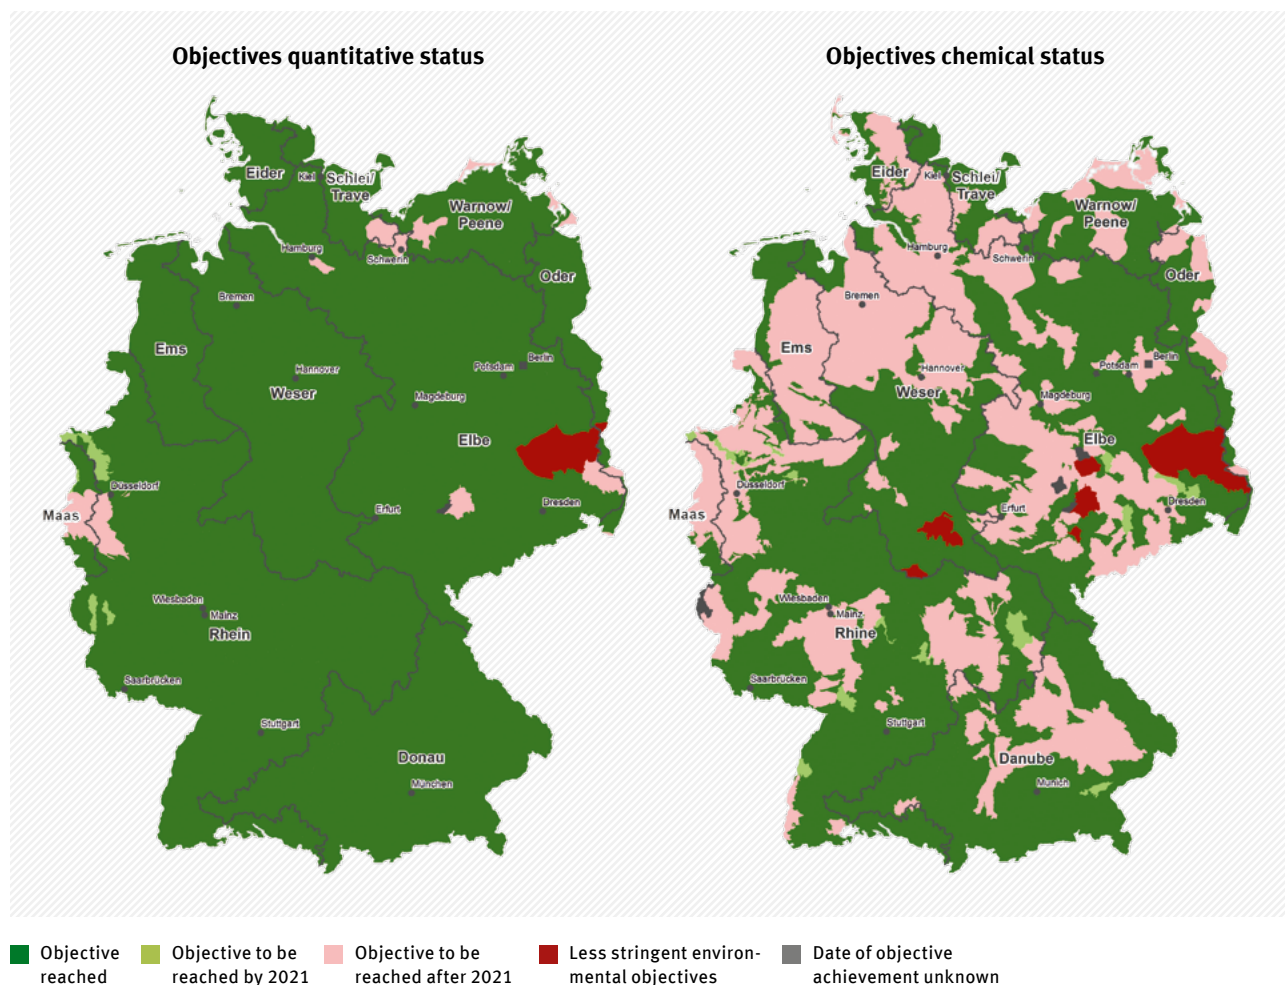 Objectives quantitative status
Eider
Kiel
Schlei/
Trave
Warnow/
Peene
Hamburg
Schwerin
Oder
Bremen
Ems
Hannover
Weser
Potsdam
Berlin
Magdeburg
Elbe
Düsseldorf
Maas
Erfurt
Dresden
Wiesbaden
Mainz
Rhein
Saarbrücken
Stuttgart
Donau
München
Objectives chemical status
Eider
Kiel
Schlei/
Trave
Warnow/
Peene
Hamburg
Schwerin
Oder
Bremen
Ems
Hannover
Weser
Potsdam
Berlin
Magdeburg
Elbe
Düsseldorf
Maas
Erfurt
Dresden
Wiesbaden
Mainz
Rhine
Saarbrücken
Stuttgart
Danube
Munich
Objective
reached
Objective to be
reached by 2021
Objective to be
reached after 2021
Less stringent environ-
mental objectives
Date of objective
achievement unknown